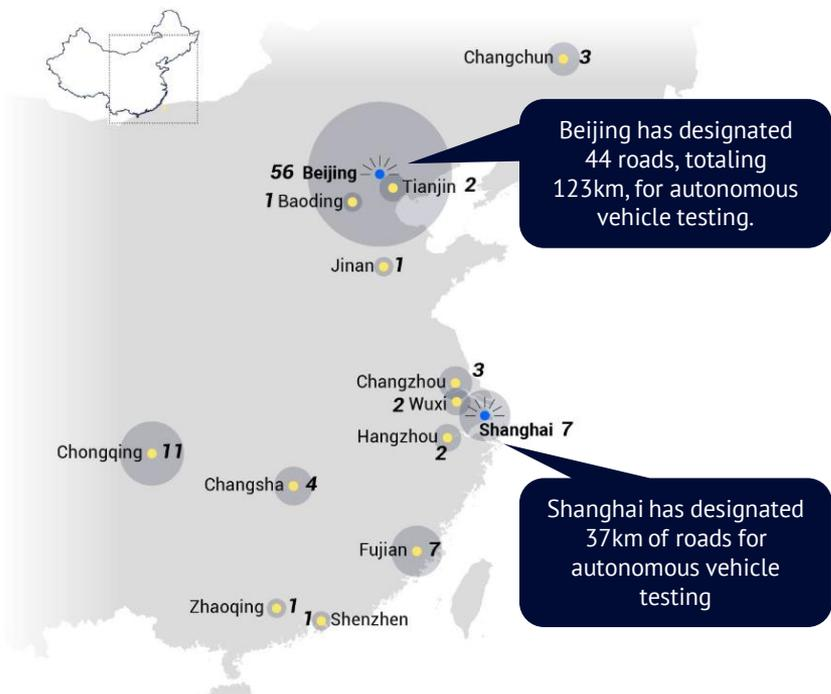 Changchun 3
Beijing has designated
44 roads, totaling
123km, for autonomous
vehicle testing.
56 Beijing
Tianjin 2
1 Baoding
Jinan 1
3
Changzhou
2 Wuxi
Shanghai 7
Hangzhou
2
Chongqing 11
Changsha 4
Shanghai has designated
37km of roads for
autonomous vehicle
testing
Fujian 7
Zhaoqing 1
1 Shenzhen